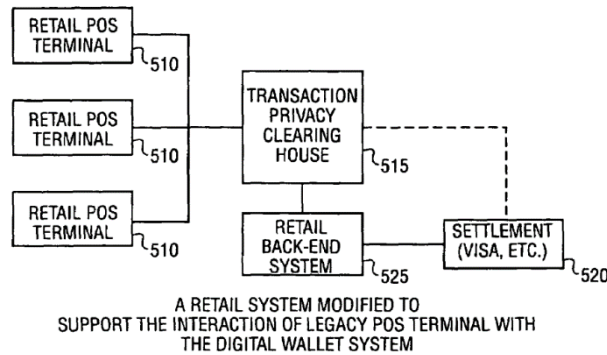 RETAIL POS
TERMINAL
510
RETAIL POS
TERMINAL
510
RETAIL POS
TERMINAL
510
TRANSACTION
PRIVACY
CLEARING
HOUSE
515
RETAIL
BACK-END
SYSTEM
525
SETTLEMENT
(VISA, ETC.)
520
A RETAIL SYSTEM MODIFIED TO
SUPPORT THE INTERACTION OF LEGACY POS TERMINAL WITH
THE DIGITAL WALLET SYSTEM